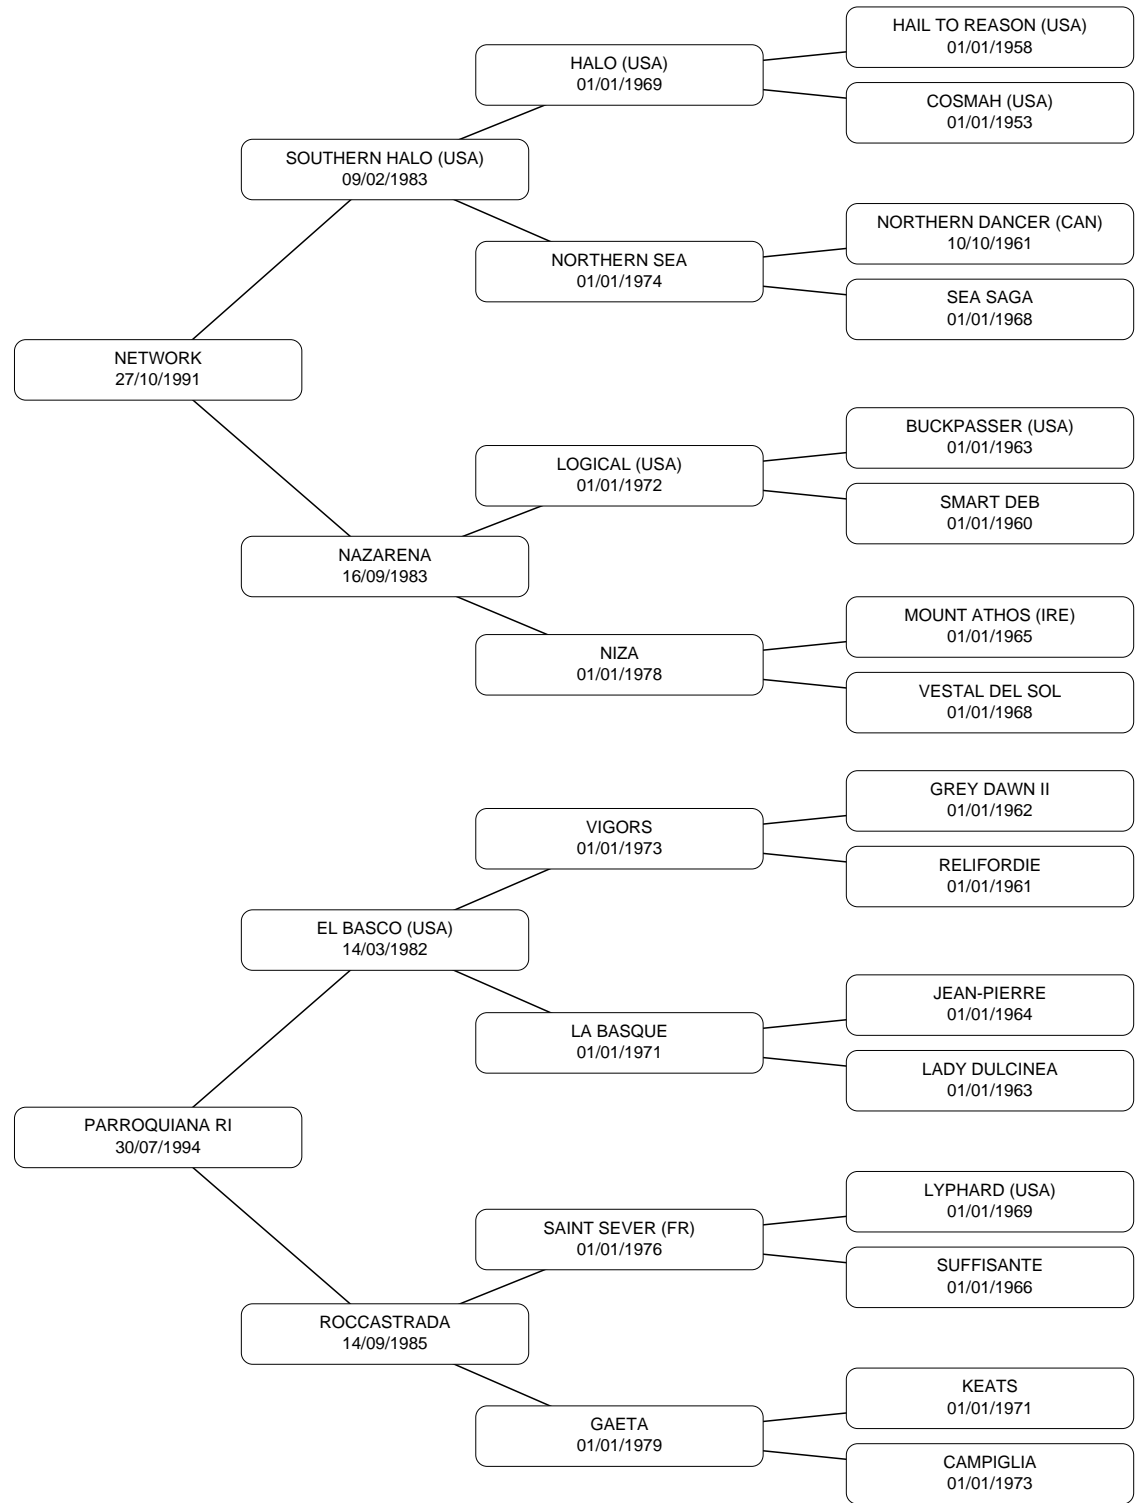 HAIL TO REASON (USA)
01/01/1958
HALO (USA)
01/01/1969
COSMAH (USA)
01/01/1953
SOUTHERN HALO (USA)
09/02/1983
NORTHERN DANCER (CAN)
10/10/1961
NORTHERN SEA
01/01/1974
SEA SAGA
01/01/1968
NETWORK
27/10/1991
BUCKPASSER (USA)
01/01/1963
LOGICAL (USA)
01/01/1972
SMART DEB
01/01/1960
NAZARENA
16/09/1983
MOUNT ATHOS (IRE)
01/01/1965
NIZA
01/01/1978
VESTAL DEL SOL
01/01/1968
GREY DAWN II
01/01/1962
VIGORS
01/01/1973
RELIFORDIE
01/01/1961
EL BASCO (USA)
14/03/1982
JEAN-PIERRE
01/01/1964
LA BASQUE
01/01/1971
LADY DULCINEA
01/01/1963
PARROQUIANA RI
30/07/1994
LYPHARD (USA)
01/01/1969
SAINT SEVER (FR)
01/01/1976
SUFFISANTE
01/01/1966
ROCCASTRADA
14/09/1985
KEATS
01/01/1971
GAETA
01/01/1979
CAMPIGLIA
01/01/1973